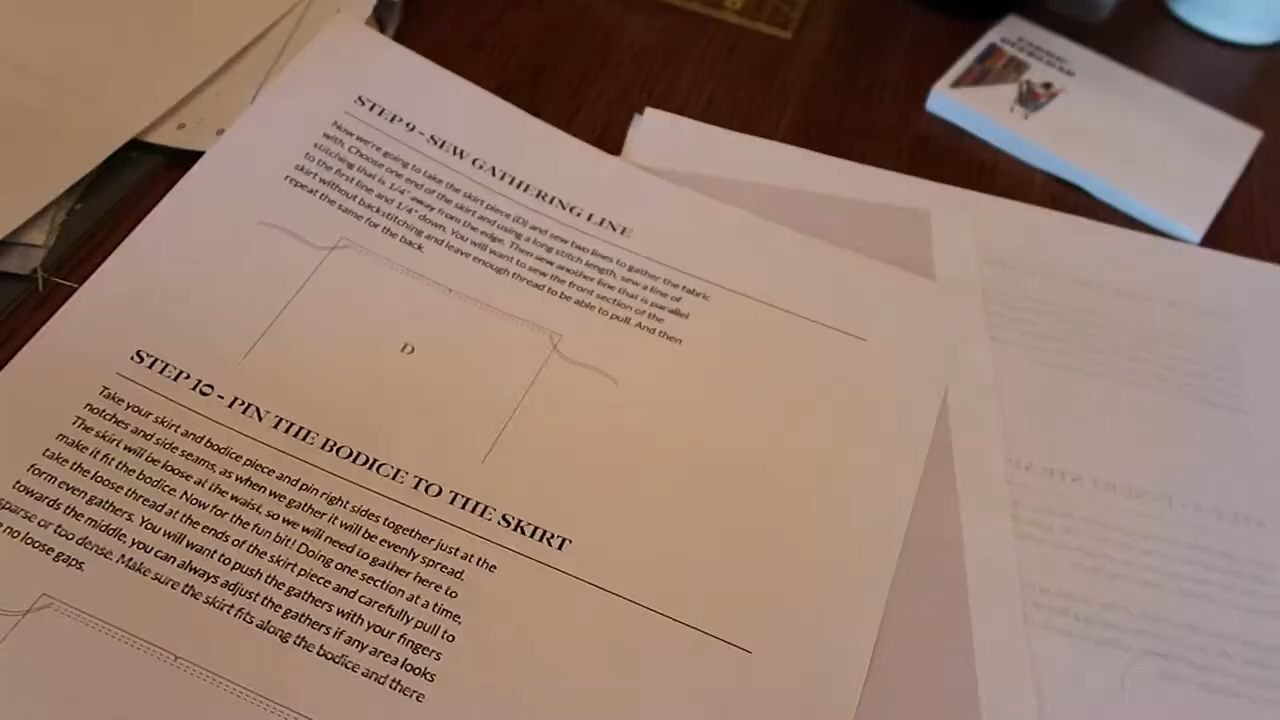 STEP 9 - SEW GATHERING LINE
Now we're going to take the skirt piece (D) and sew two lines to gather the fabric
with. Choose one end of the skirt and using a long stitch length, sew a line of
stitching that is 1/4" away from the edge. Then sew another line that is parallel
to the first line and 1/4" down. You will want to sew the front section of the
skirt without backstitching and leave enough thread to be able to pull. And then
repeat the same for the back.
D
STEP 10 - PIN THE BODICE TO THE SKIRT
Take your skirt and bodice piece and pin right sides together just at the
notches and side seams, as when we gather it will be evenly spread.
The skirt will be loose at the waist, so we will need to gather here to
make it fit the bodice. Now for the fun bit! Doing one section at a time,
take the loose thread at the ends of the skirt piece and carefully pull to
form even gathers. You will want to push the gathers with your fingers
towards the middle, you can always adjust the gathers if any area looks
sparse or too dense. Make sure the skirt fits along the bodice and there
no loose gaps.